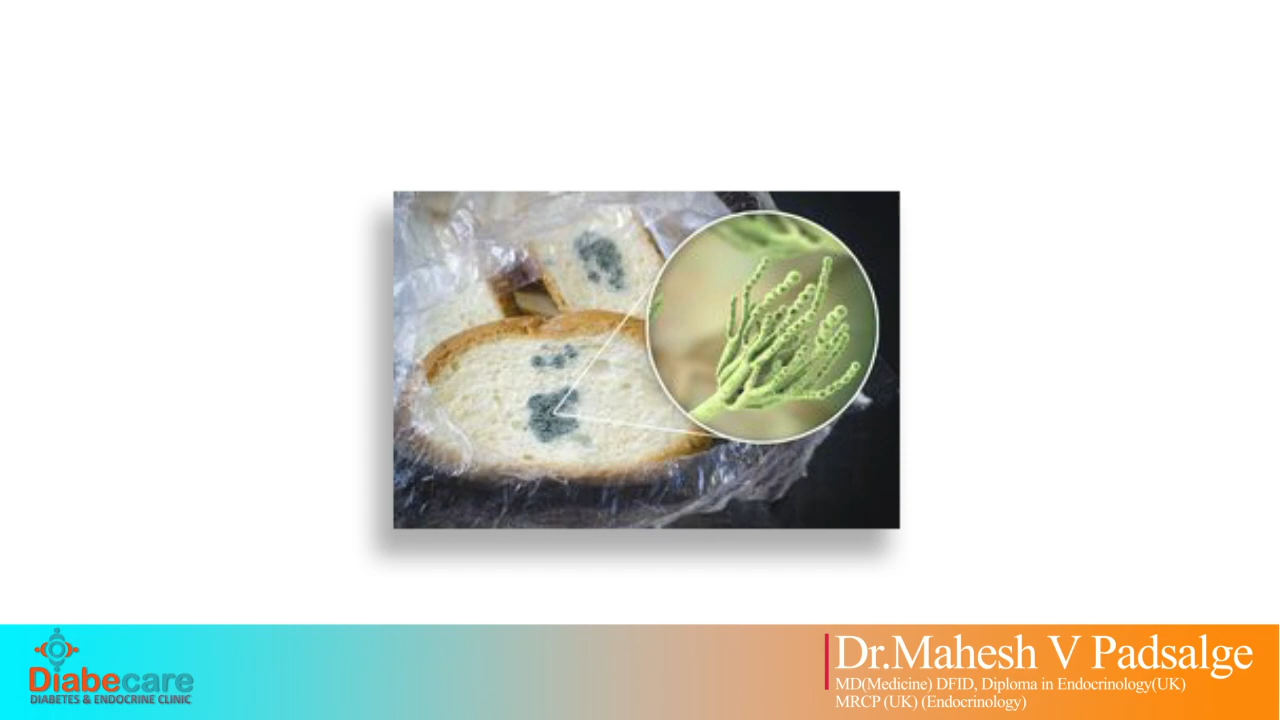 Diabecare
DIABETES & ENDOCRINE CLINIC
Dr.Mahesh V Padsalge
MD(Medicine) DFID, Diploma in Endocrinology(UK)
MRCP (UK) (Endocrinology)